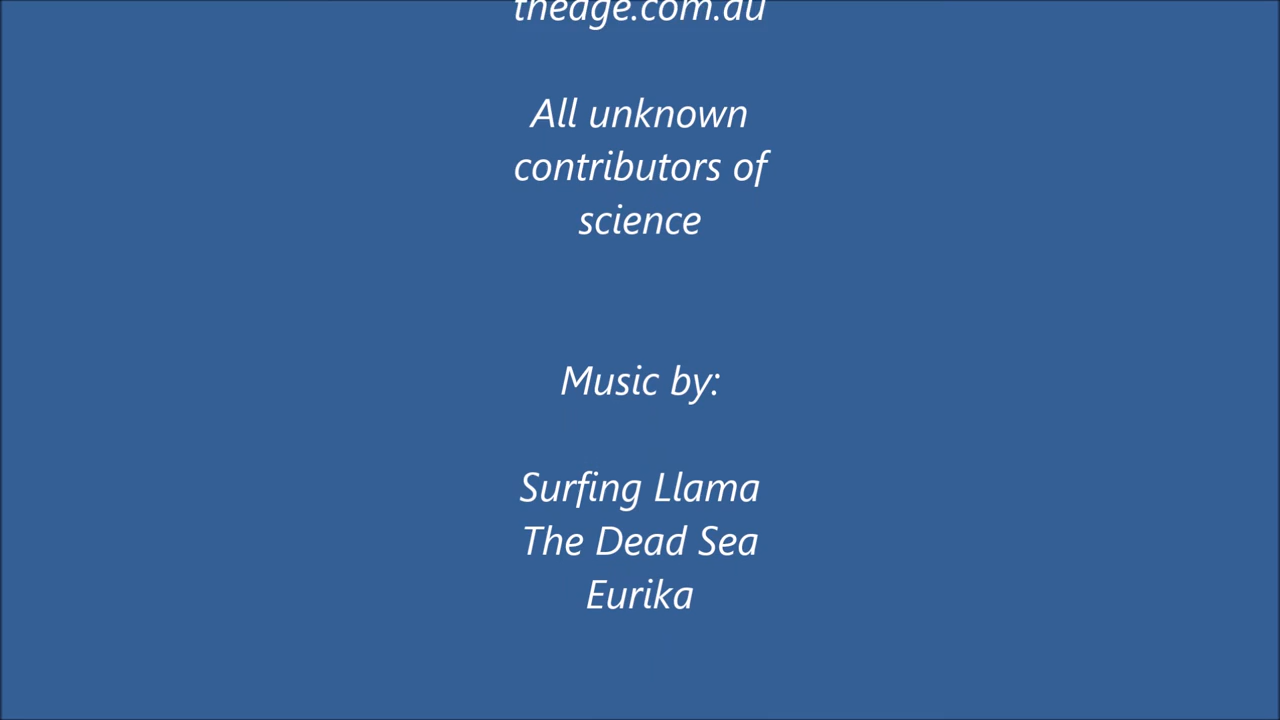 theage.com.au
All unknown
contributors of
science
Music by:
Surfing Llama
The Dead Sea
Eurika